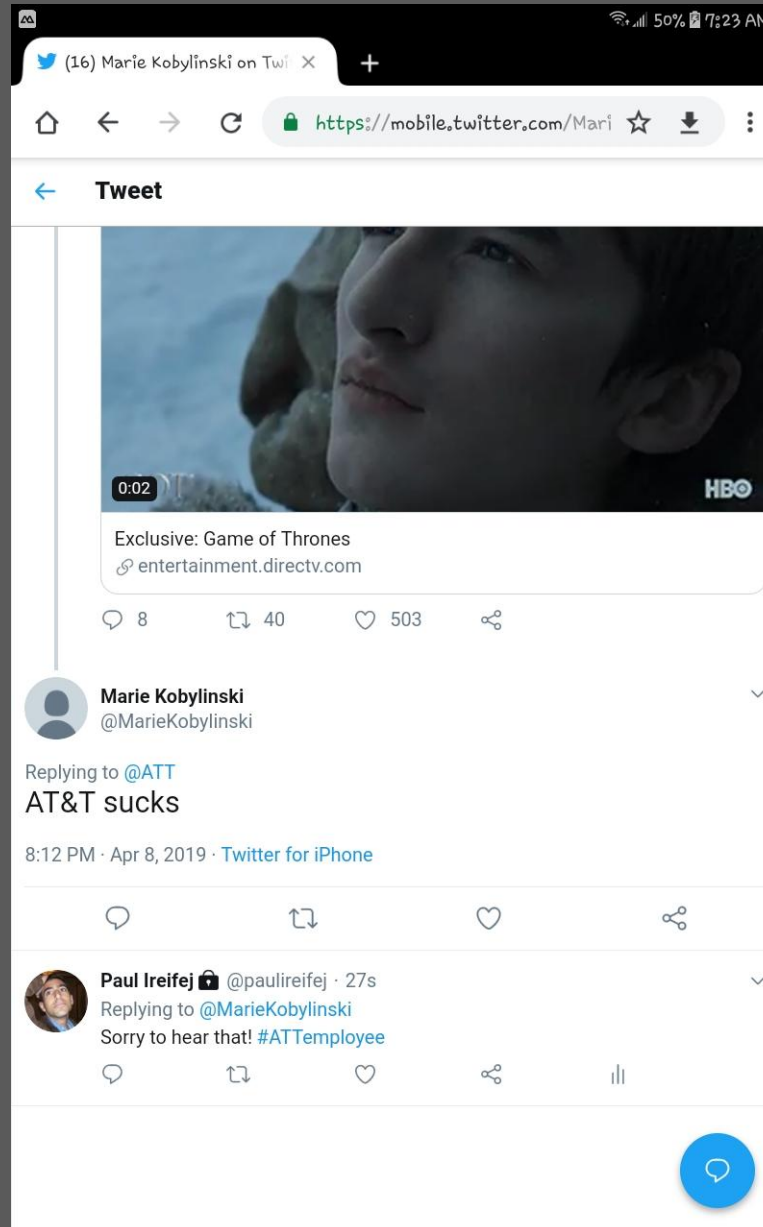 50% 7:23 AM
(16) Marie Kobylinski on Twi
https://mobile.twitter.com/Mari
Tweet
0:02
HBO
Exclusive: Game of Thrones
entertainment.directv.com
8 40 503
Marie Kobylinski
@MarieKobylinski
Replying to @ATT
AT&T sucks
8:12 PM · Apr 8, 2019 · Twitter for iPhone
Paul Ireifej @paulireifej · 27s
Replying to @MarieKobylinski
Sorry to hear that! #ATTemployee